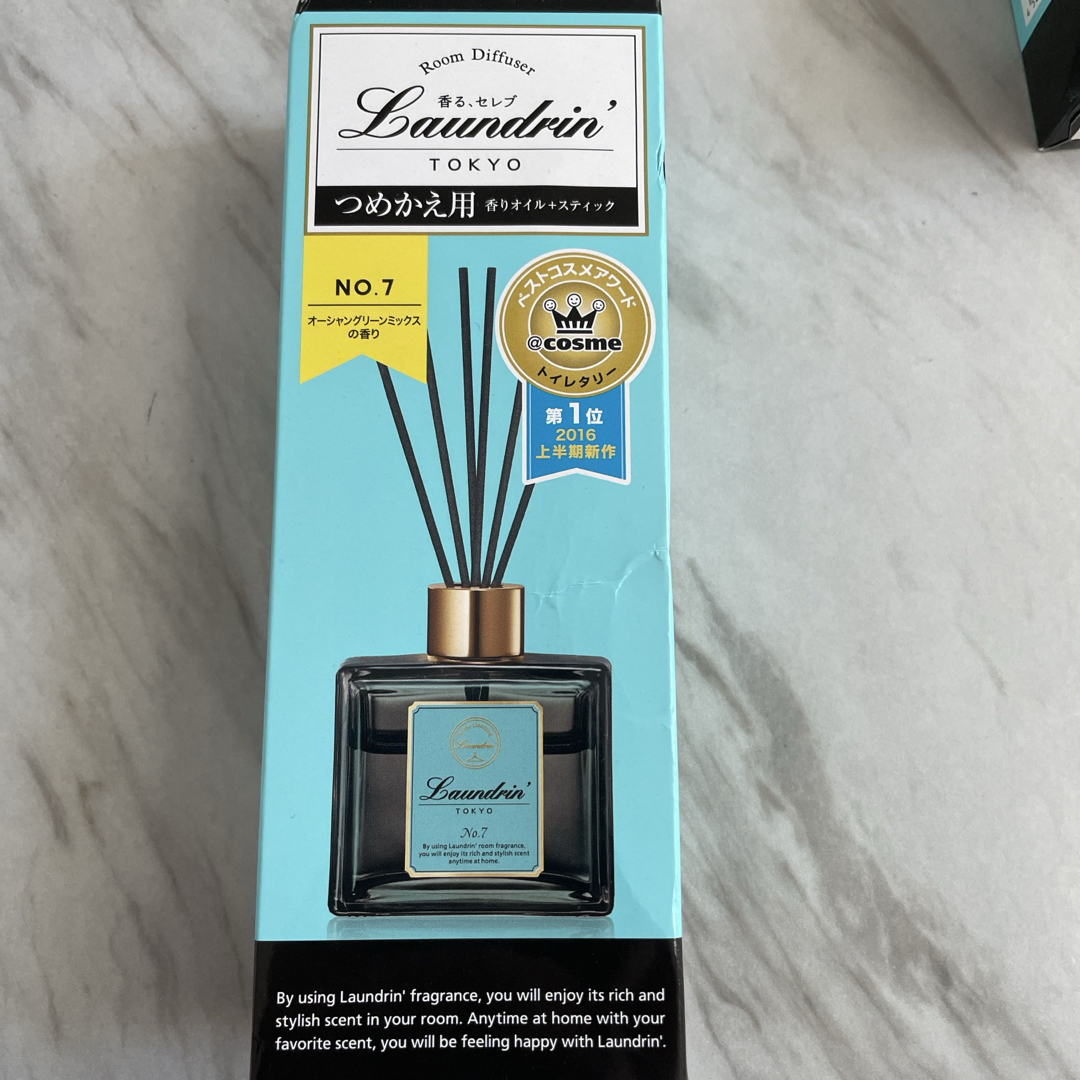 Room Diffuser
香る、セレブ
Laundrin'
TOKYO
つめかえ用 香りオイル+スティック
NO.7
オーシャングリーンミックス
の香り
ベストコスメアワード
@cosme
トイレタリー
第1位
2016
上半期新作
Laundrin'
Laundrin'
TOKYO
No.7
By using Laundrin' room fragrance,
you will enjoy its rich and stylish scent
anytime at home.
By using Laundrin' fragrance, you will enjoy its rich and
stylish scent in your room. Anytime at home with your
favorite scent, you will be feeling happy with Laundrin'.